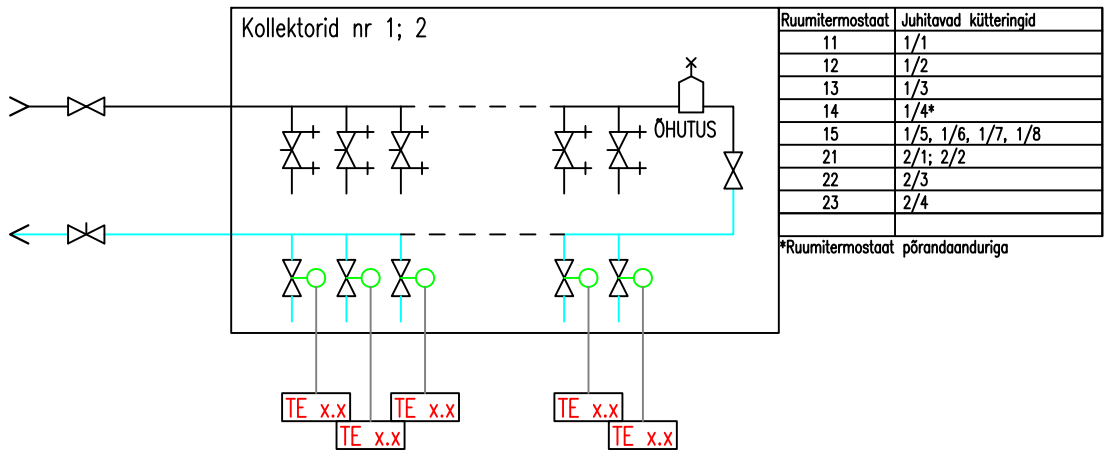 Kollektorid nr 1; 2
ÕHUTUS
TE x.x
TE x.x
TE x.x
TE x.x
TE x.x
Ruumitermostaat Juhitavad kütteringid
11 1/1
12 1/2
13 1/3
14 1/4*
15 1/5, 1/6, 1/7, 1/8
21 2/1; 2/2
22 2/3
23 2/4
*Ruumitermostaat põrandaanduriga